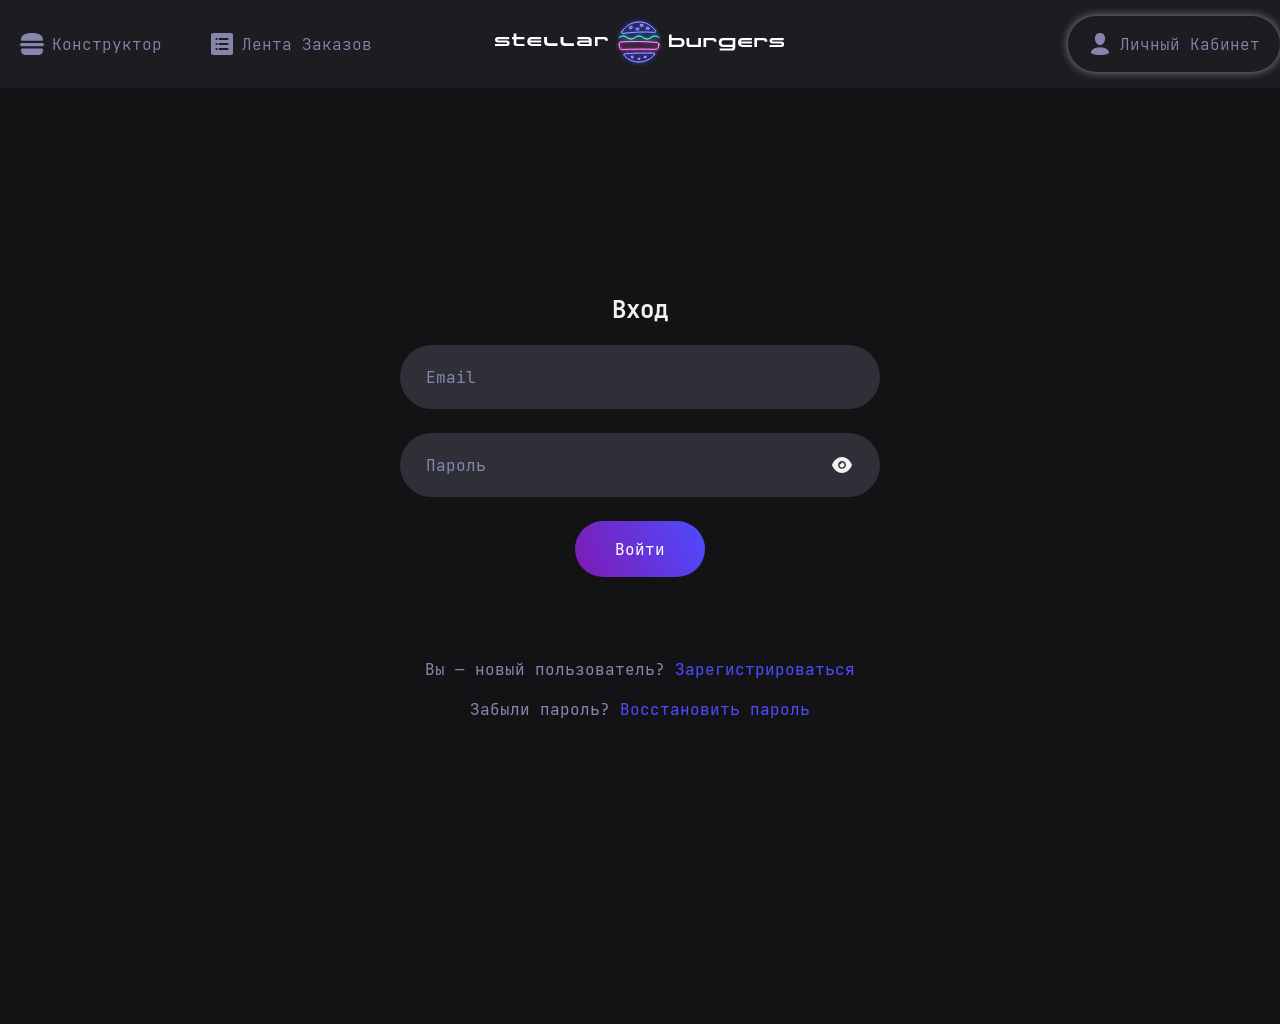 Конструктор
Лента Заказов
stellar burgers
Личный Кабинет
Вход
Email
Пароль
Войти
Вы — новый пользователь? Зарегистрироваться
Забыли пароль? Восстановить пароль